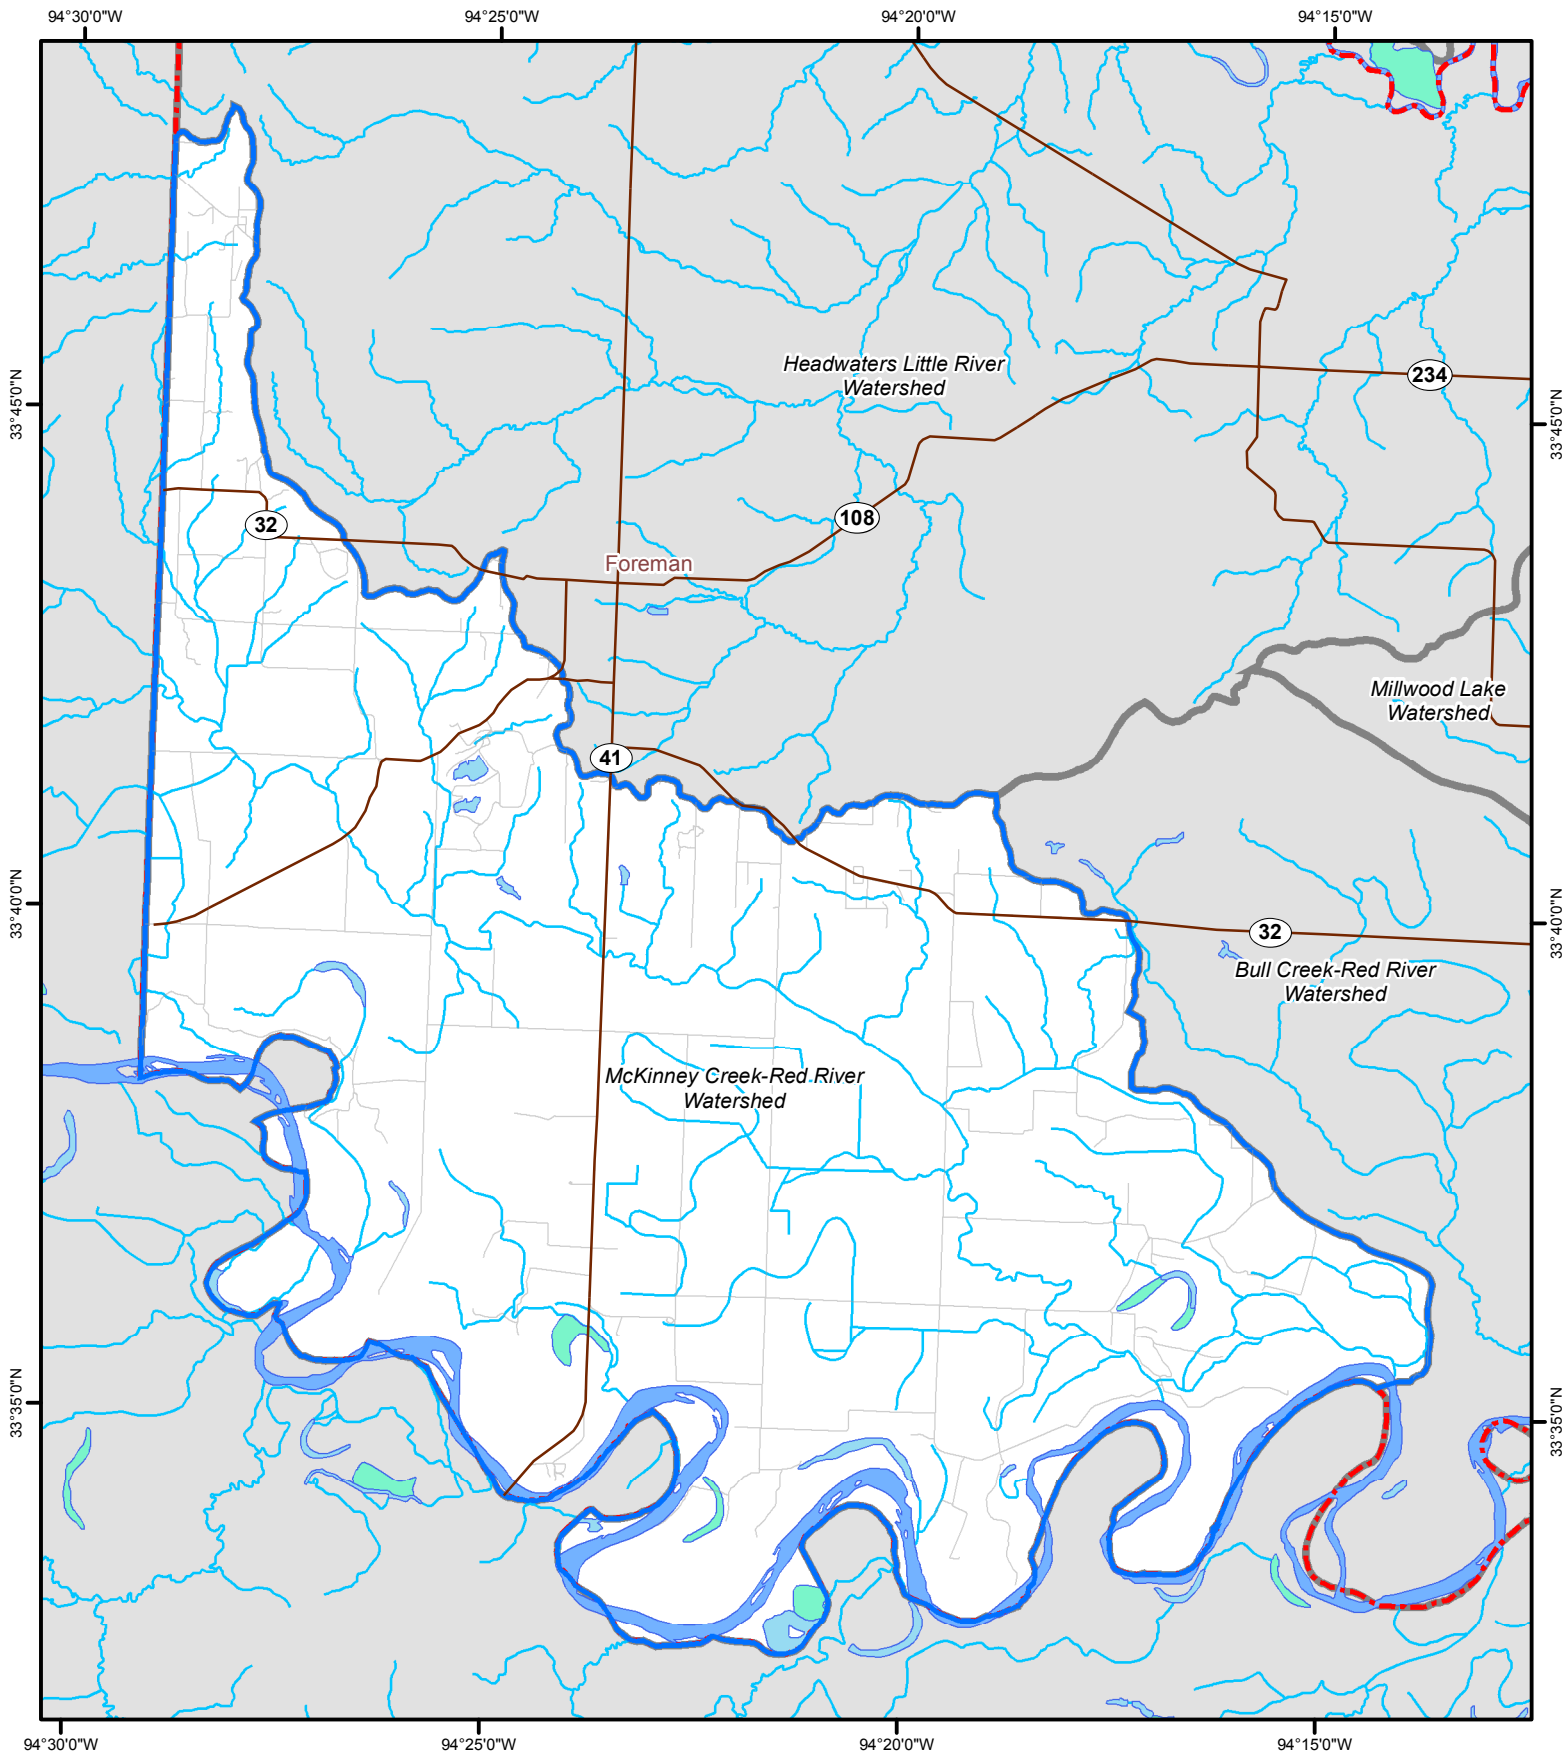 94°30'0"W
94°25'0"W
94°20'0"W
94°15'0"W
Headwaters Little River
Watershed
234
33°45'0"N
33°45'0"N
32
108
Foreman
Millwood Lake
Watershed
41
33°40'0"N
33°40'0"N
32
Bull Creek-Red River
Watershed
McKinney Creek-Red River
Watershed
33°35'0"N
33°35'0"N
94°30'0"W
94°25'0"W
94°20'0"W
94°15'0"W